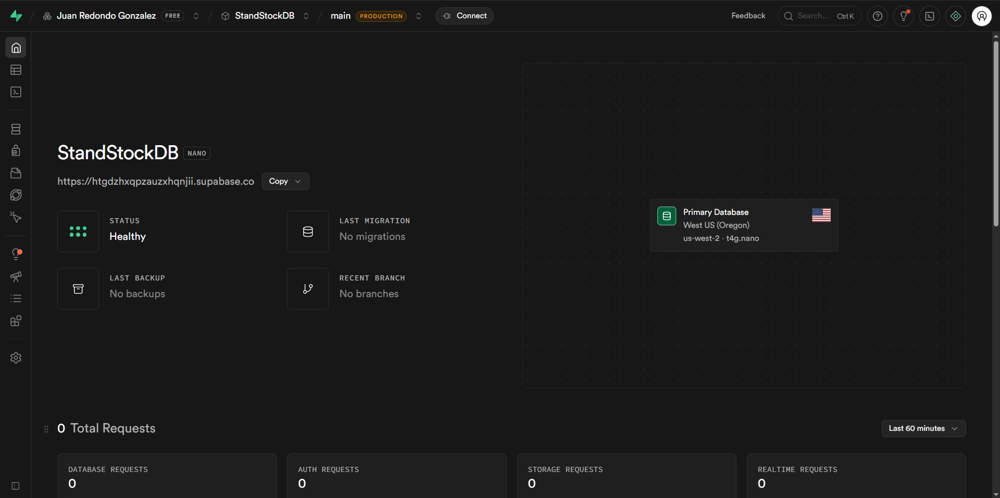 Juan Redondo Gonzalez FREE StandStockDB main PRODUCTION Connect Feedback Search... Ctrl K
StandStockDB NANO
https://htgdzhxqpzauzxhqnjii.supabase.co Copy
STATUS
Healthy
LAST MIGRATION
No migrations
LAST BACKUP
No backups
RECENT BRANCH
No branches
Primary Database
West US (Oregon)
us-west-2 · t4g.nano
0 Total Requests
Last 60 minutes
DATABASE REQUESTS
0
AUTH REQUESTS
0
STORAGE REQUESTS
0
REALTIME REQUESTS
0